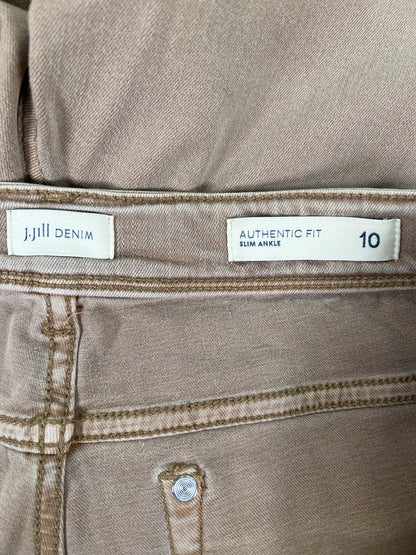 J.Jill DENIM
AUTHENTIC FIT
SLIM ANKLE
10